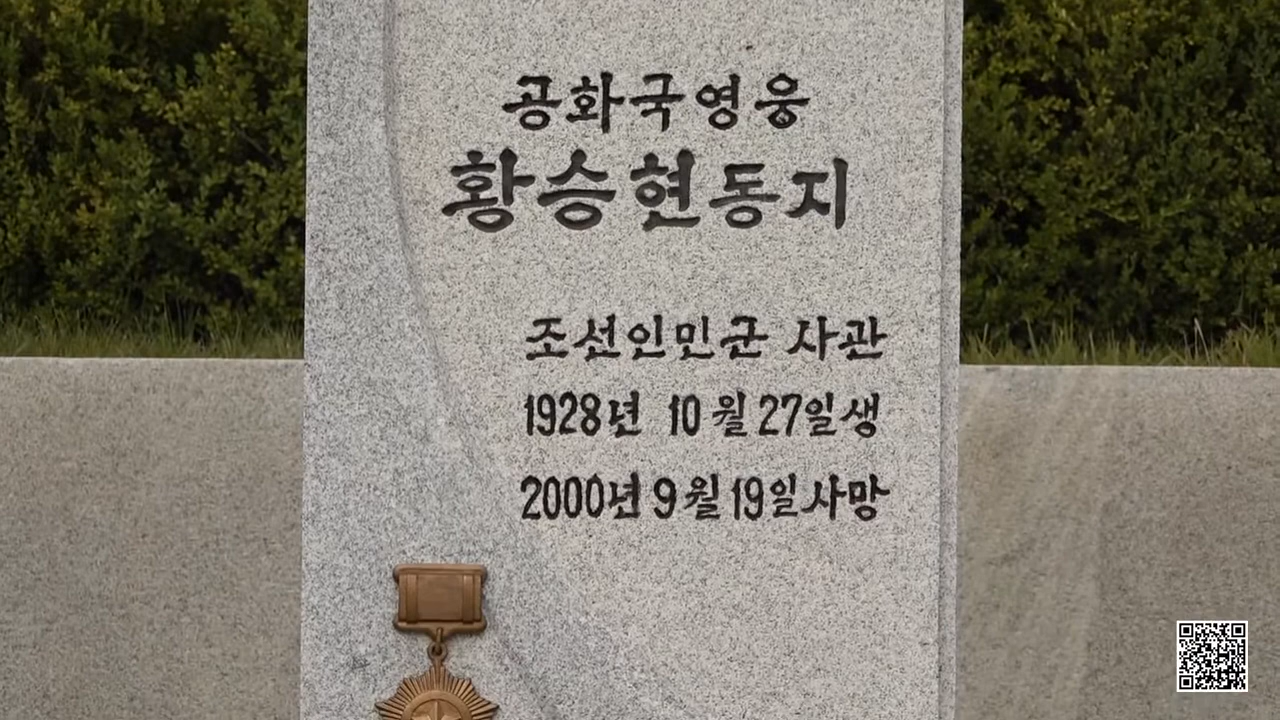 공화국영웅
황승현동지
조선인민군 사관
1928년 10월 27일생
2000년 9월 19일사망